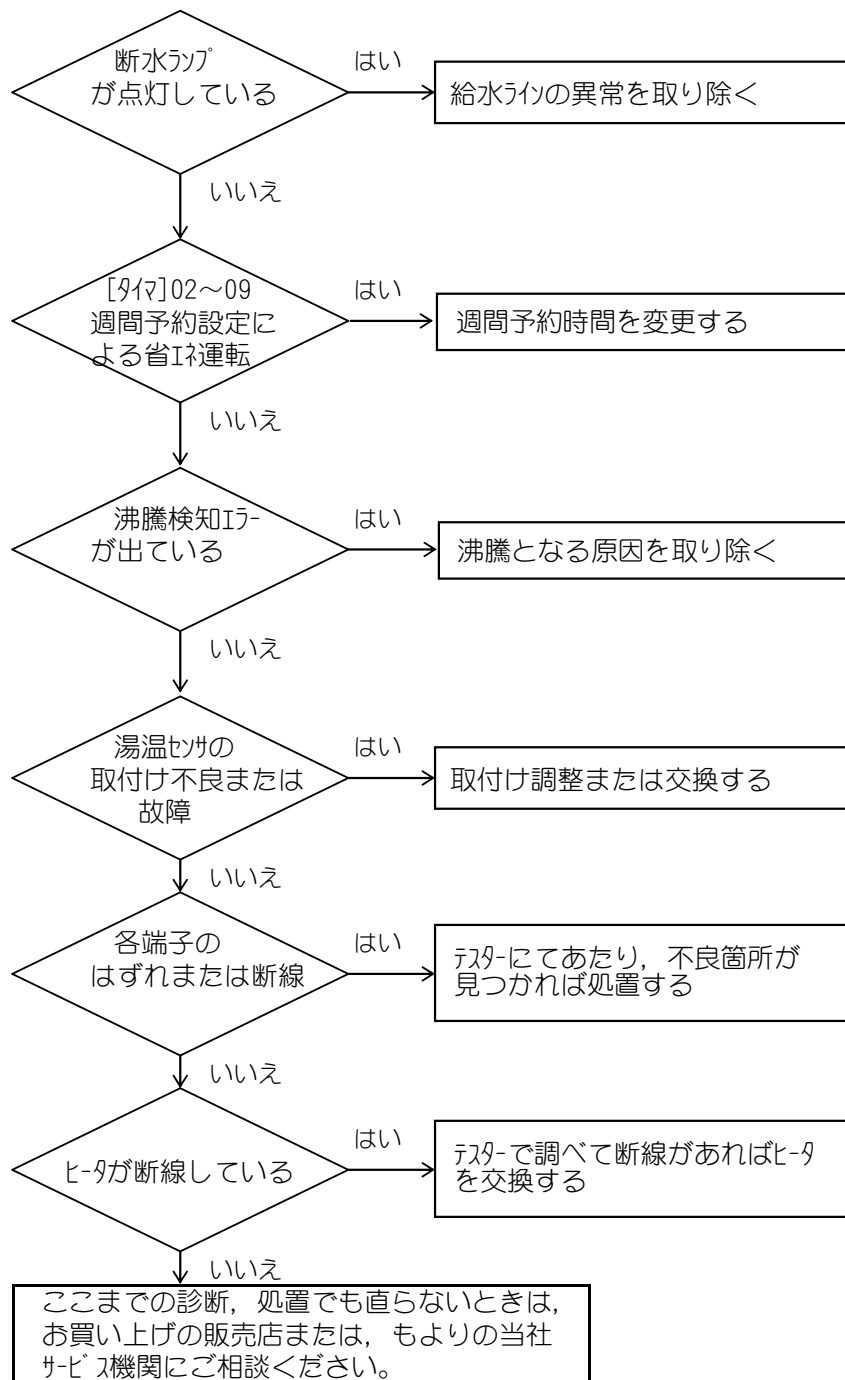 断水ﾗﾝﾌﾟ
が点灯している
はい
給水ﾗｲﾝの異常を取り除く
いいえ
[ﾀｲﾏ]02～09
週間予約設定に
よる省ｴﾈ運転
はい
週間予約時間を変更する
いいえ
沸騰検知ｴﾗｰ
が出ている
はい
沸騰となる原因を取り除く
いいえ
湯温ｾﾝｻの
取付け不良または
故障
はい
取付け調整または交換する
いいえ
各端子の
はずれまたは断線
はい
ﾃｽﾀｰにてあたり，不良箇所が
見つかれば処置する
いいえ
ﾋｰﾀが断線している
はい
ﾃｽﾀｰで調べて断線があればﾋｰﾀ
を交換する
いいえ
ここまでの診断，処置でも直らないときは，
お買い上げの販売店または，もよりの当社
ｻｰﾋﾞｽ機関にご相談ください。